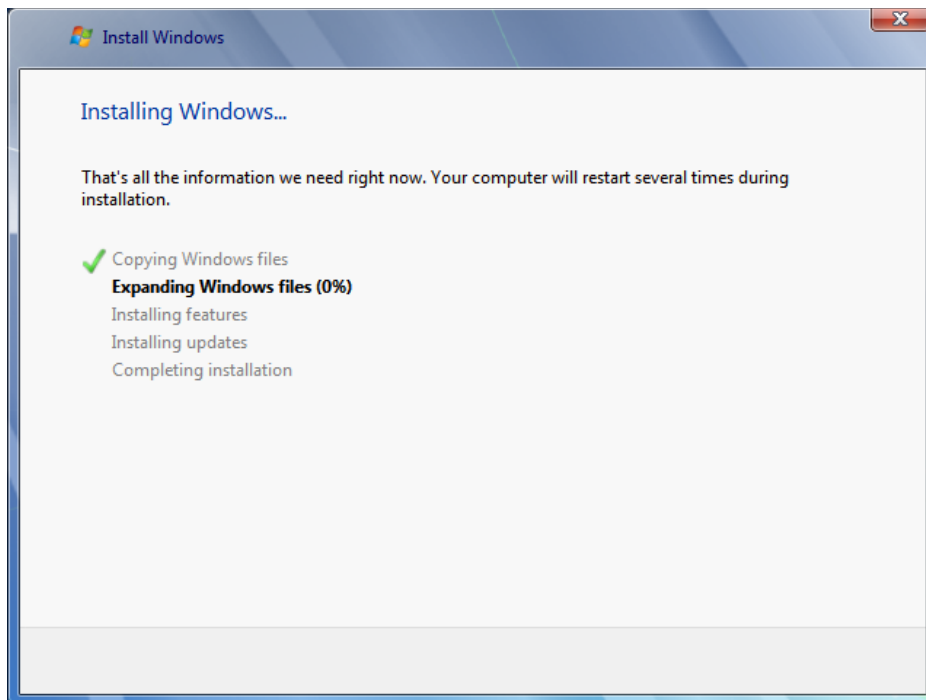 Install Windows
Installing Windows...
That's all the information we need right now. Your computer will restart several times during
installation.
Copying Windows files
Expanding Windows files (0%)
Installing features
Installing updates
Completing installation